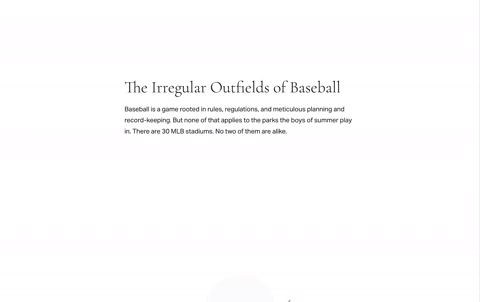 The Irregular Outfields of Baseball
Baseball is a game rooted in rules, regulations, and meticulous planning and
record-keeping. But none of that applies to the parks the boys of summer play
in. There are 30 MLB stadiums. No two of them are alike.